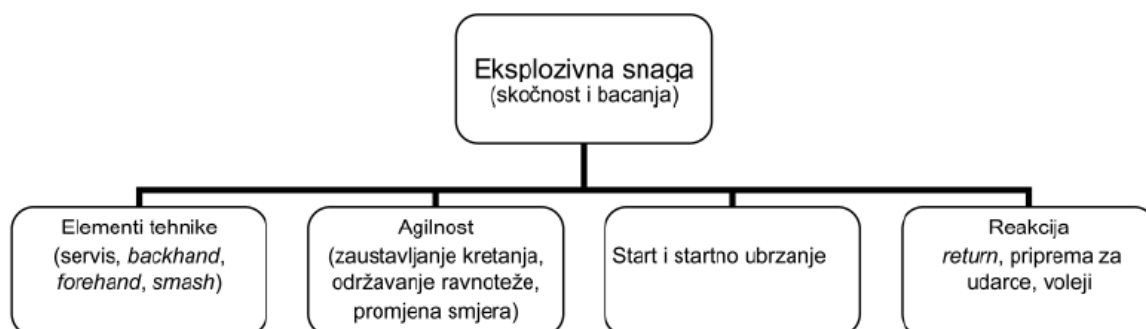 Eksplozivna snaga
(skočnost i bacanja)
Elementi tehnike
(servis, backhand,
forehand, smash)
Agilnost
(zaustavljanje kretanja,
održavanje ravnoteže,
promjena smjera)
Start i startno ubrzanje
Reakcija
return, priprema za
udarce, voleji